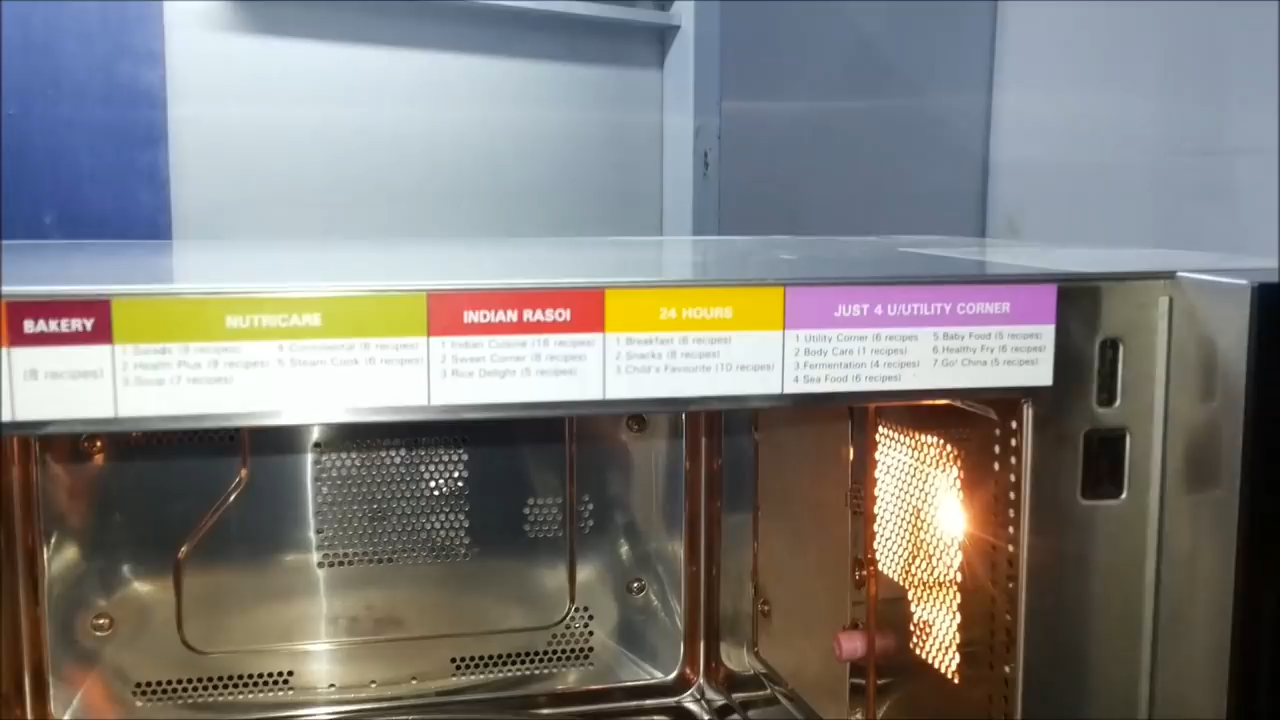 BAKERY
(8 recipes)
NUTRICARE
1 Salads (9 recipes)
2 Health Plus (9 recipes)
3 Soup (7 recipes)
4 Continental (6 recipes)
5 Steam Cook (6 recipes)
INDIAN RASOI
1 Indian Cuisine (18 recipes)
2 Sweet Corner (8 recipes)
3 Rice Delight (5 recipes)
24 HOURS
1 Breakfast (6 recipes)
2 Snacks (8 recipes)
3 Child's Favourite (10 recipes)
JUST 4 U/UTILITY CORNER
1 Utility Corner (6 recipes
2 Body Care (1 recipes)
3 Fermentation (4 recipes)
4 Sea Food (6 recipes)
5.Baby Food (5 recipes)
6.Healthy Fry (6 recipes)
7.Go! China (5 recipes)